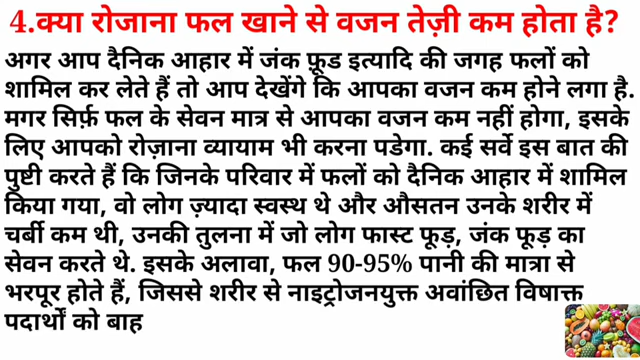 4.क्या रोजाना फल खाने से वजन तेज़ी कम होता है?
अगर आप दैनिक आहार में जंक फ़ूड इत्यादि की जगह फलों को
शामिल कर लेते हैं तो आप देखेंगे कि आपका वजन कम होने लगा है.
मगर सिर्फ़ फल के सेवन मात्र से आपका वजन कम नहीं होगा, इसके
लिए आपको रोज़ाना व्यायाम भी करना पडेगा. कई सर्वे इस बात की
पुष्टी करते हैं कि जिनके परिवार में फलों को दैनिक आहार में शामिल
किया गया, वो लोग ज़्यादा स्वस्थ थे और औसतन उनके शरीर में
चर्बी कम थी, उनकी तुलना में जो लोग फास्ट फूड़, जंक फूड़ का
सेवन करते थे. इसके अलावा, फल 90-95% पानी की मात्रा से
भरपूर होते हैं, जिससे शरीर से नाइट्रोजनयुक्त अवांछित विषाक्त
पदार्थों को बाह